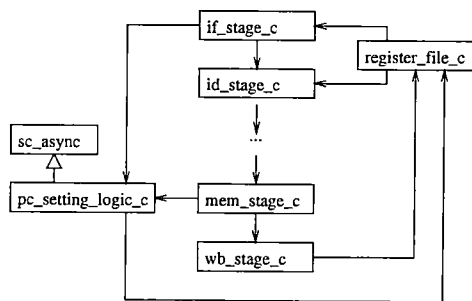 if_stage_c
register_file_c
id_stage_c
...
sc_async
pc_setting_logic_c
mem_stage_c
wb_stage_c